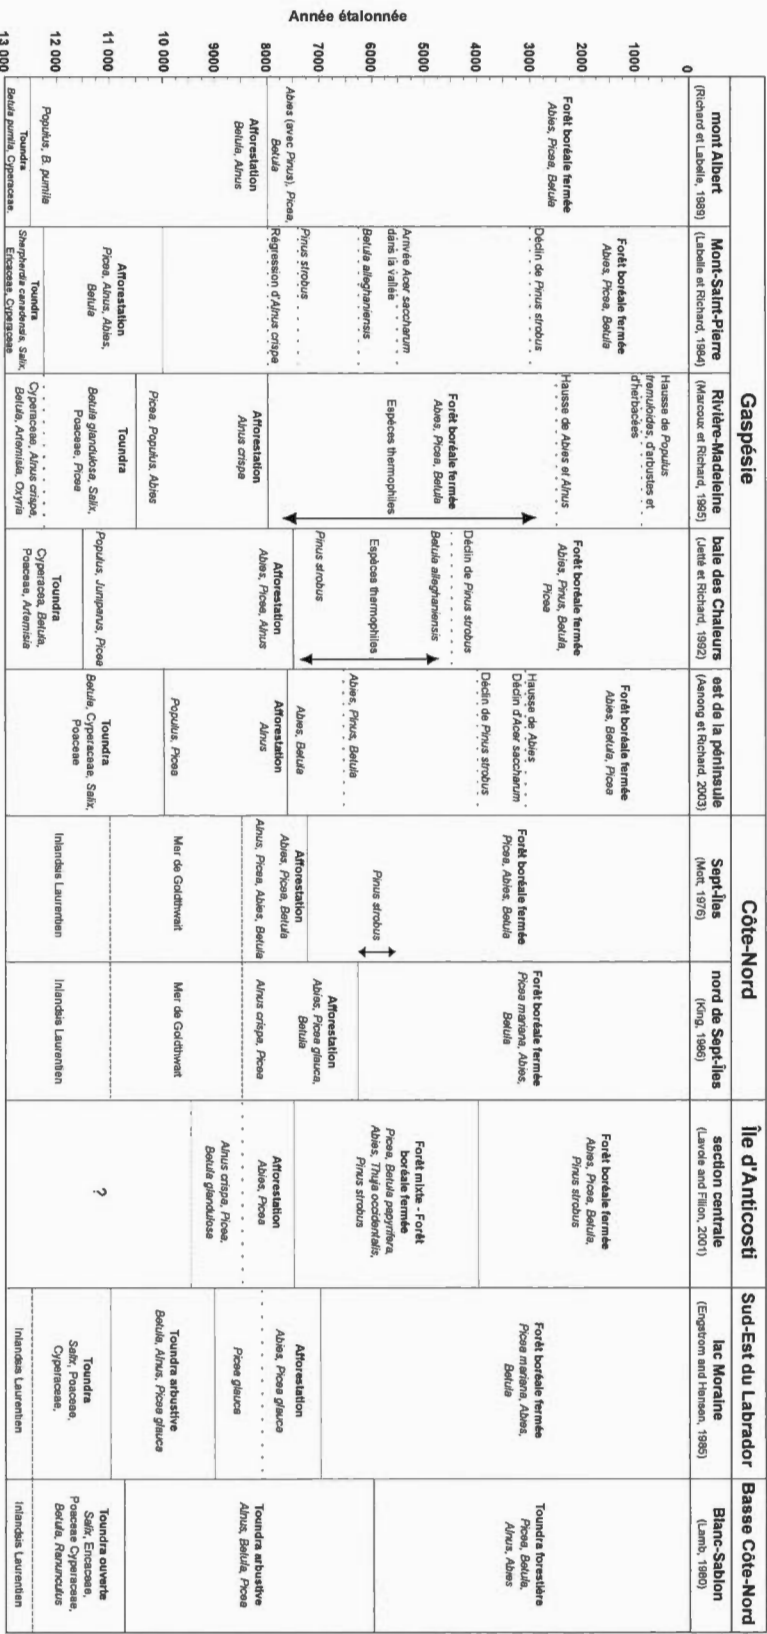 Année étalonnée
0
1000
2000
3000
4000
5000
6000
7000
8000
9000
10 000
11 000
12 000
13 000
Gaspésie
mont Albert
(Richard et Labelle, 1989)
Forêt boréale fermée
Abies, Picea, Betula
Abies (avec Pinus), Picea,
Betula
Afforestation
Betula, Alnus
Populus, B. pumila
Toundra
Betula pumila, Cyperaceae,
Mont-Saint-Pierre
(Labelle et Richard, 1984)
Forêt boréale fermée
Abies, Picea, Betula
Déclin de Pinus strobus
Arrivée Acer saccharum
dans la vallée
Betula alleghaniensis
Pinus strobus
Régression d'Alnus crispa
Afforestation
Picea, Alnus, Abies,
Betula
Toundra
Sherpherdia canadensis, Salix,
Ericaceae, Cyperaceae
Rivière-Madeleine
(Marcoux et Richard, 1995)
Hausse de Populus
tremuloides, d'arbustes et
d'herbacées
Hausse de Abies et Alnus
Forêt boréale fermée
Abies, Picea, Betula
Espèces thermophiles
Afforestation
Alnus crispa
Picea, Populus, Abies
Toundra
Betula glandulosa, Salix,
Poaceae, Picea
Cyperaceae, Alnus crispa,
Betula, Artemisia, Oxyria
baie des Chaleurs
(Jetté et Richard, 1992)
Forêt boréale fermée
Abies, Pinus, Betula,
Picea
Déclin de Pinus strobus
Betula alleghaniensis
Espèces thermophiles
Pinus strobus
Afforestation
Abies, Picea, Alnus
Populus, Juniperus, Picea
Toundra
Cyperacea, Betula,
Poaceae, Artemisia
est de la péninsule
(Asnong et Richard, 2003)
Forêt boréale fermée
Abies, Betula, Picea
Hausse de Abies
Déclin d'Acer saccharum
Déclin de Pinus strobus
Abies, Pinus, Betula
Abies, Betula
Afforestation
Alnus
Populus, Picea
Toundra
Betula, Cyperaceae, Salix,
Poaceae
Côte-Nord
Sept-Îles
(Mott, 1976)
Forêt boréale fermée
Picea, Abies, Betula
Pinus strobus
Afforestation
Abies, Picea, Betula
Alnus, Picea, Abies, Betula
Mer de Goldthwait
Inlandsis Laurentien
nord de Sept-Îles
(King, 1986)
Forêt boréale fermée
Picea mariana, Abies,
Betula
Afforestation
Abies, Picea glauca,
Betula
Alnus crispa, Picea
Mer de Goldthwait
Inlandsis Laurentien
Île d'Anticosti
section centrale
(Lavoie and Filion, 2001)
Forêt boréale fermée
Abies, Picea, Betula,
Pinus strobus
Forêt mixte - Forêt
boréale fermée
Picea, Betula papyrifera,
Abies, Thuja occidentalis,
Pinus strobus
Afforestation
Abies, Picea
Alnus crispa, Picea,
Betula glandulosa
?
Sud-Est du Labrador
lac Moraine
(Engstrom and Hansen, 1985)
Forêt boréale fermée
Picea mariana, Abies,
Betula
Afforestation
Abies, Picea glauca
Picea glauca
Toundra arbustive
Betula, Alnus, Picea glauca
Toundra
Salix, Poaceae,
Cyperaceae,
Inlandsis Laurentien
Basse Côte-Nord
Blanc-Sablon
(Lamb, 1980)
Toundra forestière
Picea, Betula,
Alnus, Abies
Toundra arbustive
Alnus, Betula, Picea
Toundra ouverte
Salix, Ericaceae,
Poaceae Cyperaceae,
Betula, Ranunculus
Inlandsis Laurentien